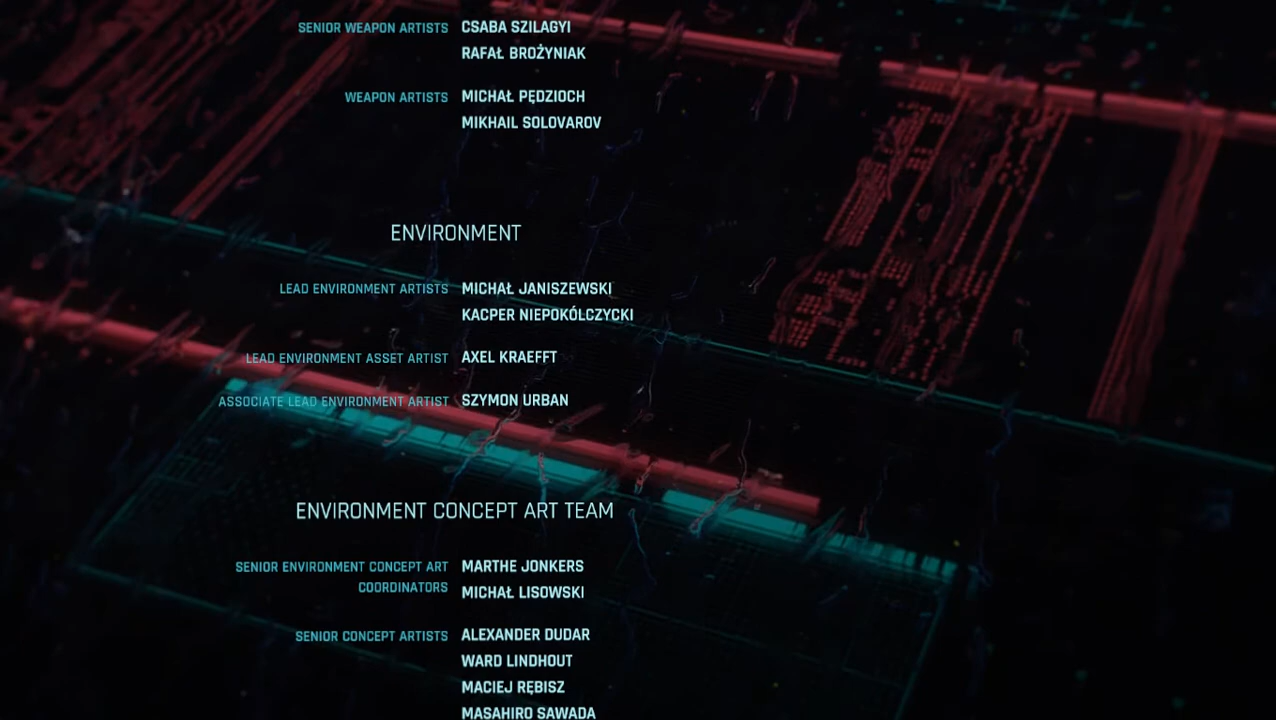 SENIOR WEAPON ARTISTS CSABA SZILAGYI
RAFAŁ BROŻYNIAK
WEAPON ARTISTS MICHAŁ PĘDZIOCH
MIKHAIL SOLOVAROV
ENVIRONMENT
LEAD ENVIRONMENT ARTISTS MICHAŁ JANISZEWSKI
KACPER NIEPOKÓLCZYCKI
LEAD ENVIRONMENT ASSET ARTIST AXEL KRAEFFT
ASSOCIATE LEAD ENVIRONMENT ARTIST SZYMON URBAN
ENVIRONMENT CONCEPT ART TEAM
SENIOR ENVIRONMENT CONCEPT ART MARTHE JONKERS
COORDINATORS MICHAŁ LISOWSKI
SENIOR CONCEPT ARTISTS ALEXANDER DUDAR
WARD LINDHOUT
MACIEJ RĘBISZ
MASAHIRO SAWADA